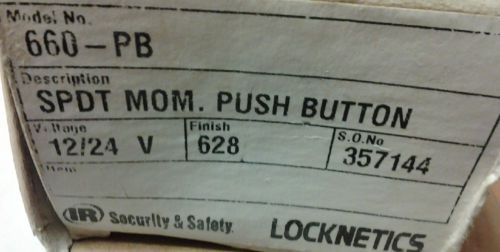 Model No.
660-PB
Description
SPDT MOM. PUSH BUTTON
Voltage Finish S.O.No
12/24 V 628 357144
IR Security & Safety. LOCKNETICS